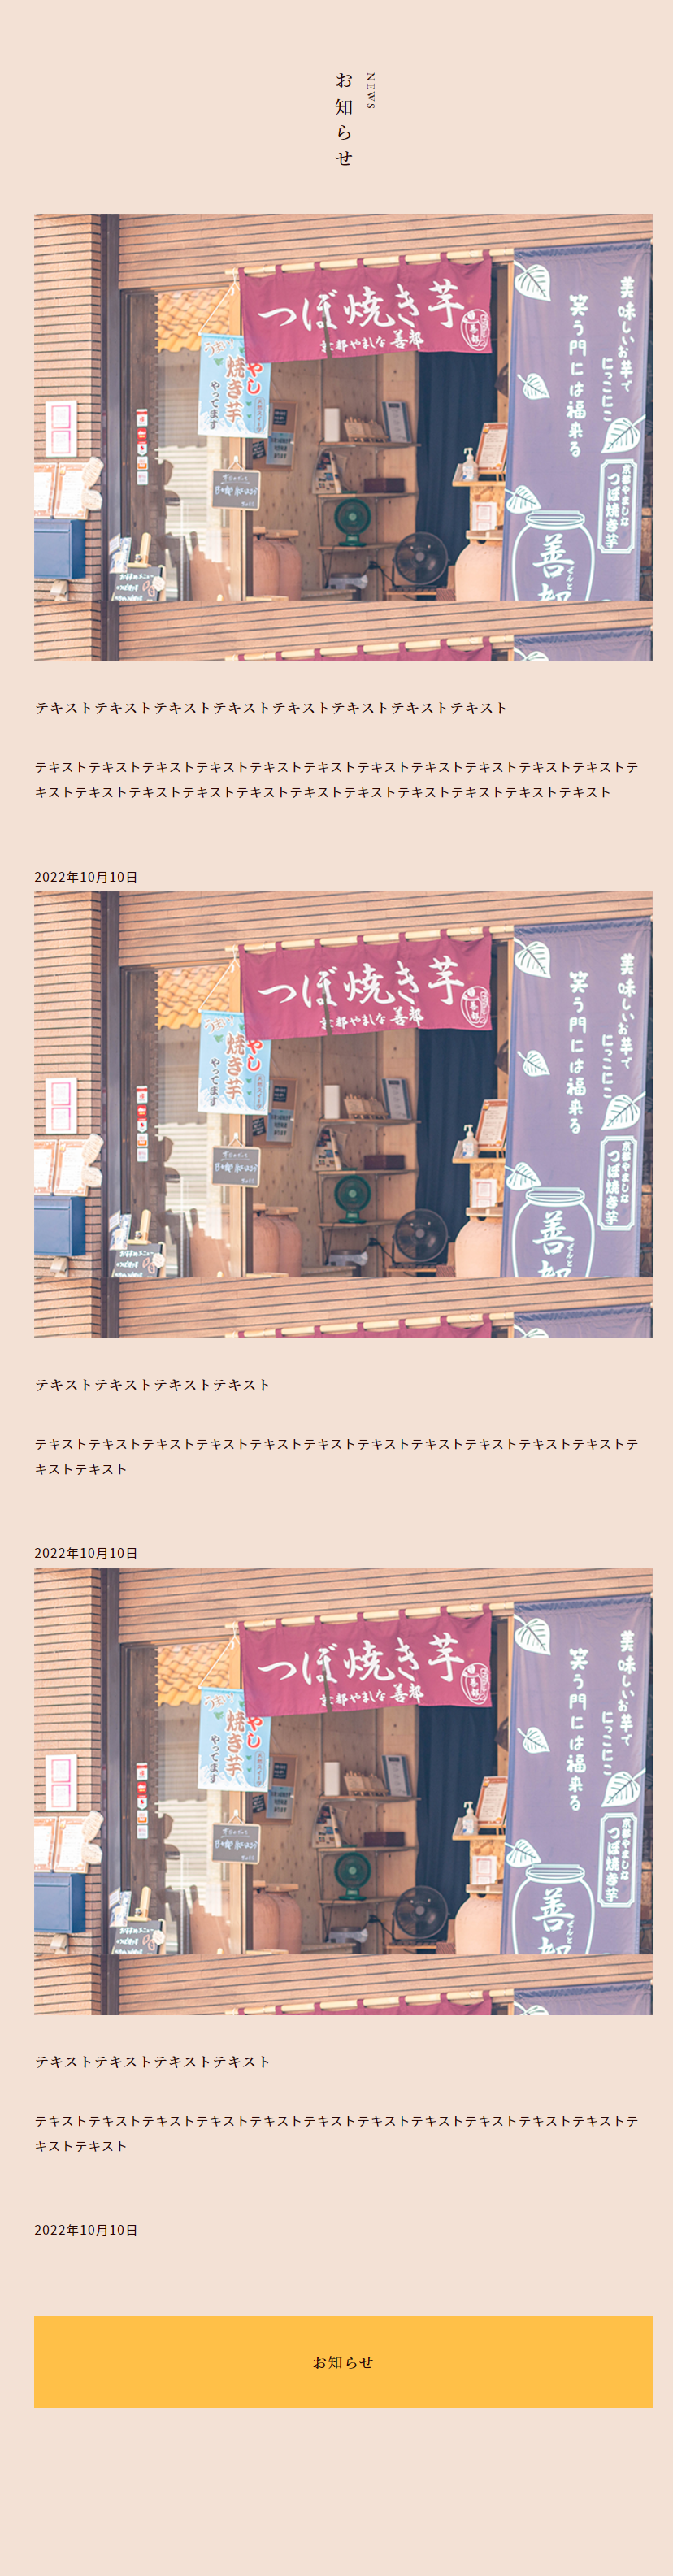 お知らせ
NEWS
つぼ焼き芋
京都やましな 善都
焼き芋
やってます
美味しいお芋で
にっこにこ
笑う門には福来る
京都やましな
つぼ焼き芋
善
テキストテキストテキストテキストテキストテキストテキストテキスト
テキストテキストテキストテキストテキストテキストテキストテキストテキストテキストテキストテ
キストテキストテキストテキストテキストテキストテキストテキストテキストテキストテキスト
2022年10月10日
つぼ焼き芋
京都やましな 善都
焼き芋
やってます
美味しいお芋で
にっこにこ
笑う門には福来る
京都やましな
つぼ焼き芋
善
テキストテキストテキストテキスト
テキストテキストテキストテキストテキストテキストテキストテキストテキストテキストテキストテ
キストテキスト
2022年10月10日
つぼ焼き芋
京都やましな 善都
焼き芋
やってます
美味しいお芋で
にっこにこ
笑う門には福来る
京都やましな
つぼ焼き芋
善
テキストテキストテキストテキスト
テキストテキストテキストテキストテキストテキストテキストテキストテキストテキストテキストテ
キストテキスト
2022年10月10日
お知らせ